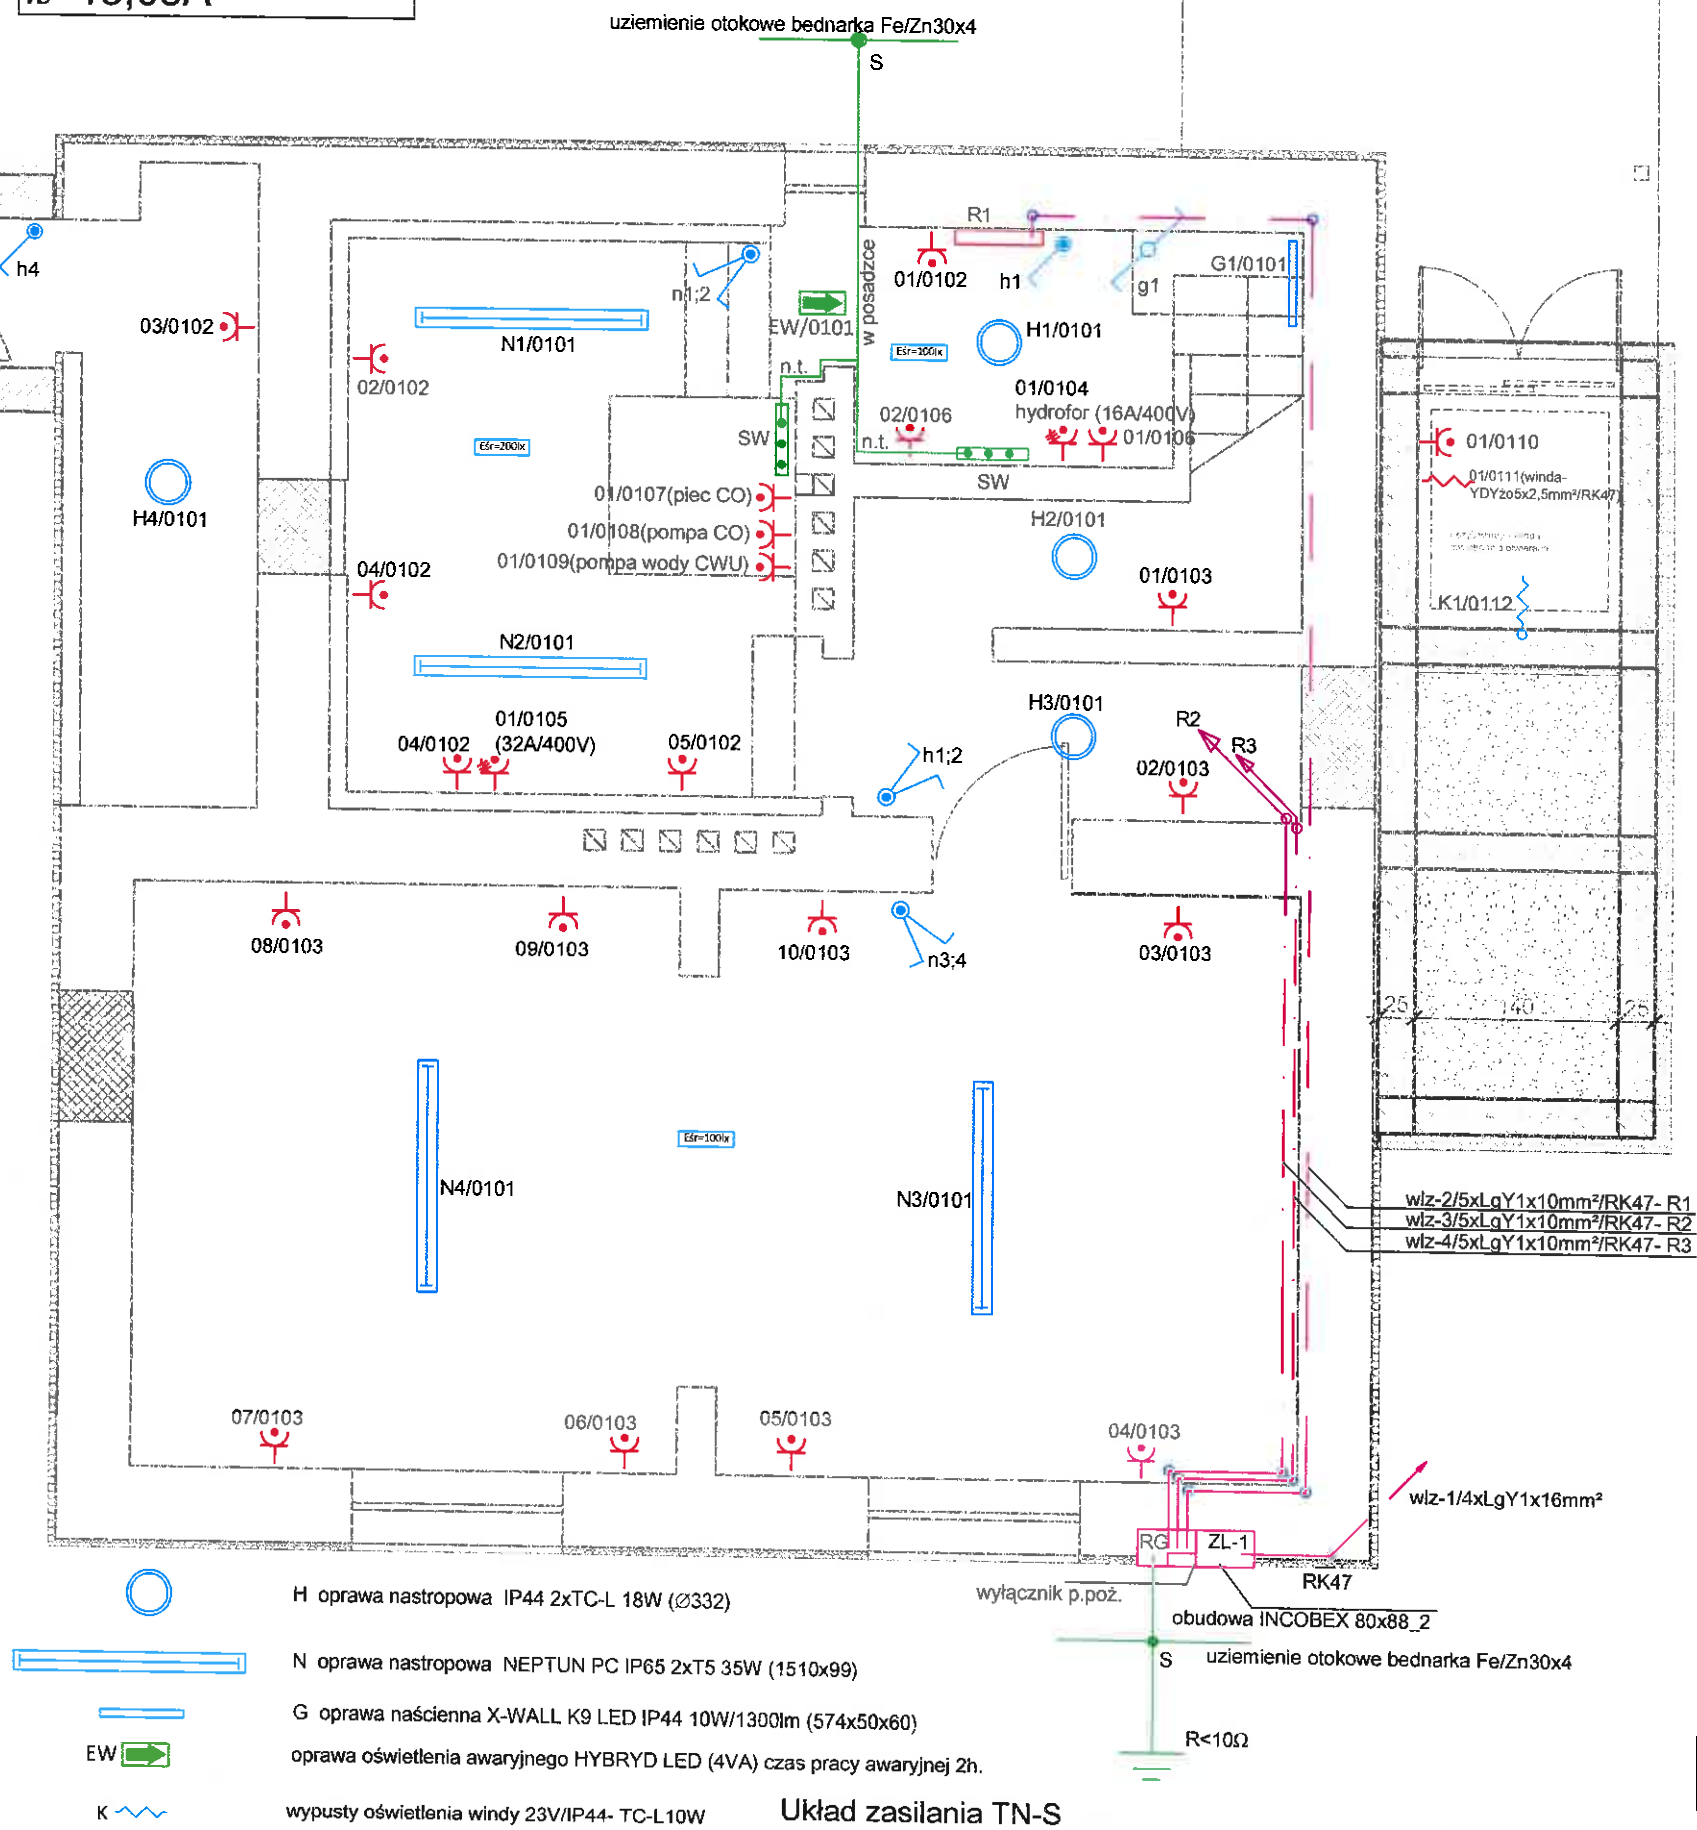 uziemienie otokowe bednarka Fe/Zn30x4
S
h4
03/0102
N1/0101
n1;2
EW/0101
w posadzce
R1
01/0102
h1
g1
G1/0101
H1/0101
Eśr=100lx
02/0102
n.t.
01/0104
hydrofor (16A/400V)
02/0106
01/0106
n.t.
SW
SW
Eśr=200lx
01/0110
01/0111(winda-
YDYżo5x2,5mm²/RK47)
H4/0101
01/0107(piec CO)
01/0108(pompa CO)
01/0109(pompa wody CWU)
H2/0101
04/0102
01/0103
K1/0112
N2/0101
H3/0101
01/0105
(32A/400V)
04/0102
05/0102
h1;2
R2
R3
02/0103
08/0103
09/0103
10/0103
n3;4
03/0103
25
140
25
Eśr=100lx
N4/0101
N3/0101
wlz-2/5xLgY1x10mm²/RK47- R1
wlz-3/5xLgY1x10mm²/RK47- R2
wlz-4/5xLgY1x10mm²/RK47- R3
07/0103
06/0103
05/0103
04/0103
wlz-1/4xLgY1x16mm²
RG
ZL-1
RK47
wyłącznik p.poż.
obudowa INCOBEX 80x88_2
S
uziemienie otokowe bednarka Fe/Zn30x4
R<10Ω
H oprawa nastropowa IP44 2xTC-L 18W (Ø332)
N oprawa nastropowa NEPTUN PC IP65 2xT5 35W (1510x99)
G oprawa naścienna X-WALL K9 LED IP44 10W/1300lm (574x50x60)
EW oprawa oświetlenia awaryjnego HYBRYD LED (4VA) czas pracy awaryjnej 2h.
K wypusty oświetlenia windy 23V/IP44- TC-L10W
Układ zasilania TN-S